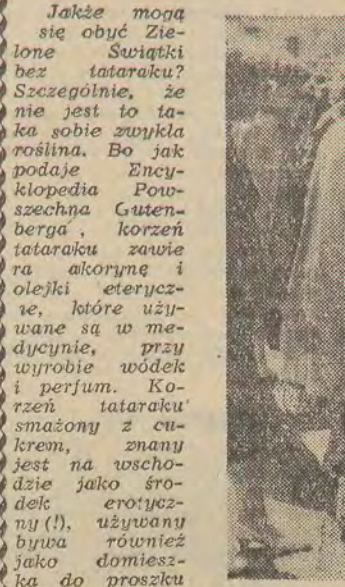 Jakże mogą
się obyć Zie-
lone Świątki
bez tataraku?
Szczególnie, że
nie jest to ta-
ka sobie zwykła
roślina. Bo jak
podaje Ency-
klopedia Pow-
szechna Guten-
berga, korzeń
tataraku zawie
ra akorynę i
olejki eterycz-
ne, które uży-
wane są w me-
dycynie, przy
wyrobie wódek
i perfum. Ko-
rzeń tataraku
smażony z cu-
krem, znany
jest na wscho-
dzie jako śro-
dek erotycz-
ny (!), używany
bywa również
jako domiesz-
ka do proszku